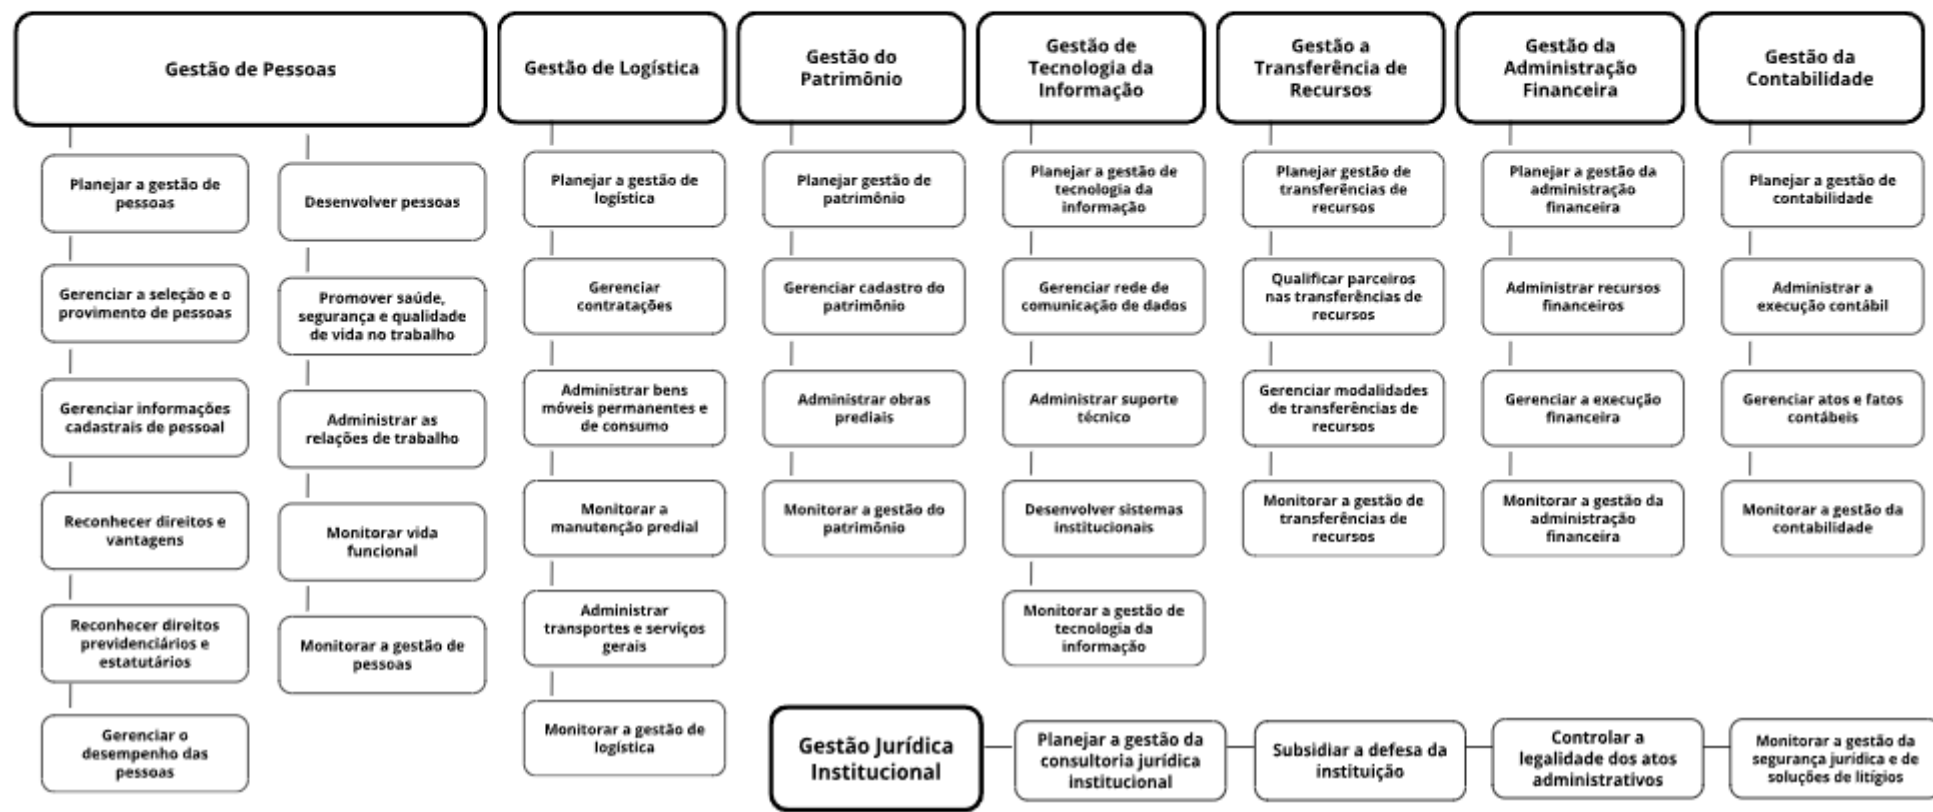 Gestão de Pessoas
Planejar a gestão de
pessoas
Gerenciar a seleção e o
provimento de pessoas
Gerenciar informações
cadastrais de pessoal
Reconhecer direitos e
vantagens
Reconhecer direitos
previdenciários e
estatutários
Gerenciar o
desempenho das
pessoas
Desenvolver pessoas
Promover saúde,
segurança e qualidade
de vida no trabalho
Administrar as
relações de trabalho
Monitorar vida
funcional
Monitorar a gestão de
pessoas
Gestão de Logística
Planejar a gestão de
logística
Gerenciar
contratações
Administrar bens
móveis permanentes e
de consumo
Monitorar a
manutenção predial
Administrar
transportes e serviços
gerais
Monitorar a gestão de
logística
Gestão do
Patrimônio
Planejar gestão de
patrimônio
Gerenciar cadastro do
patrimônio
Administrar obras
prediais
Monitorar a gestão do
patrimônio
Gestão de
Tecnologia da
Informação
Planejar a gestão de
tecnologia da
informação
Gerenciar rede de
comunicação de dados
Administrar suporte
técnico
Desenvolver sistemas
institucionais
Monitorar a gestão de
tecnologia da
informação
Gestão a
Transferência de
Recursos
Planejar gestão de
transferências de
recursos
Qualificar parceiros
nas transferências de
recursos
Gerenciar modalidades
de transferências de
recursos
Monitorar a gestão de
transferências de
recursos
Gestão da
Administração
Financeira
Planejar a gestão da
administração
financeira
Administrar recursos
financeiros
Gerenciar a execução
financeira
Monitorar a gestão da
administração
financeira
Gestão da
Contabilidade
Planejar a gestão de
contabilidade
Administrar a
execução contábil
Gerenciar atos e fatos
contábeis
Monitorar a gestão da
contabilidade
Gestão Jurídica
Institucional
Planejar a gestão da
consultoria jurídica
institucional
Subsidiar a defesa da
instituição
Controlar a
legalidade dos atos
administrativos
Monitorar a gestão da
segurança jurídica e de
soluções de litígios